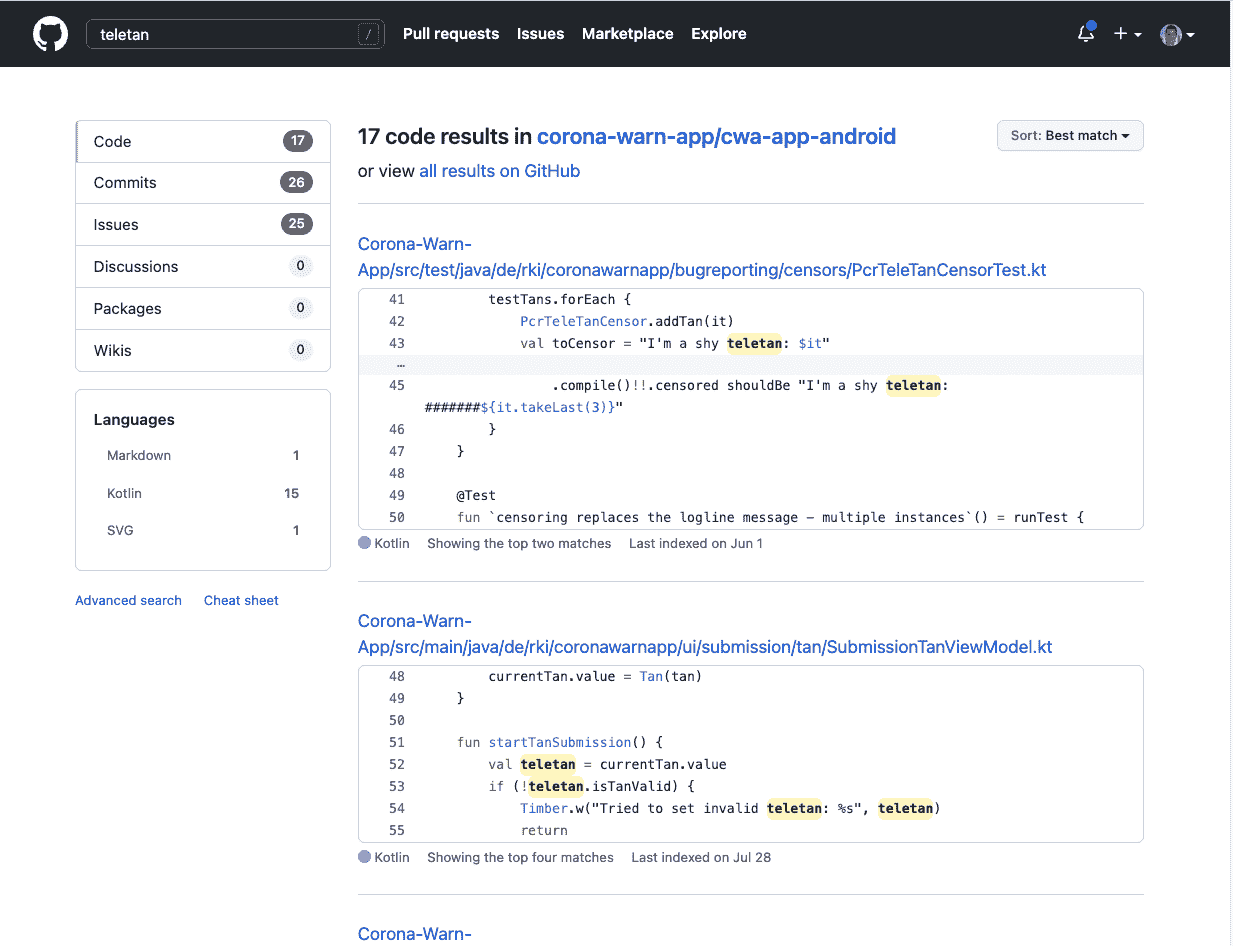 teletan /
Pull requests Issues Marketplace Explore
Code 17
Commits 26
Issues 25
Discussions 0
Packages 0
Wikis 0
Languages
Markdown 1
Kotlin 15
SVG 1
Advanced search Cheat sheet
17 code results in corona-warn-app/cwa-app-android
or view all results on GitHub
Sort: Best match
Corona-Warn-
App/src/test/java/de/rki/coronawarnapp/bugreporting/censors/PcrTeleTanCensorTest.kt
41 testTans.forEach {
42 PcrTeleTanCensor.addTan(it)
43 val toCensor = "I'm a shy teletan: $it"
…
45 .compile()!!.censored shouldBe "I'm a shy teletan:
#######${it.takeLast(3)}"
46 }
47 }
48
49 @Test
50 fun `censoring replaces the logline message - multiple instances`() = runTest {
Kotlin Showing the top two matches Last indexed on Jun 1
Corona-Warn-
App/src/main/java/de/rki/coronawarnapp/ui/submission/tan/SubmissionTanViewModel.kt
48 currentTan.value = Tan(tan)
49 }
50
51 fun startTanSubmission() {
52 val teletan = currentTan.value
53 if (!teletan.isTanValid) {
54 Timber.w("Tried to set invalid teletan: %s", teletan)
55 return
Kotlin Showing the top four matches Last indexed on Jul 28
Corona-Warn-